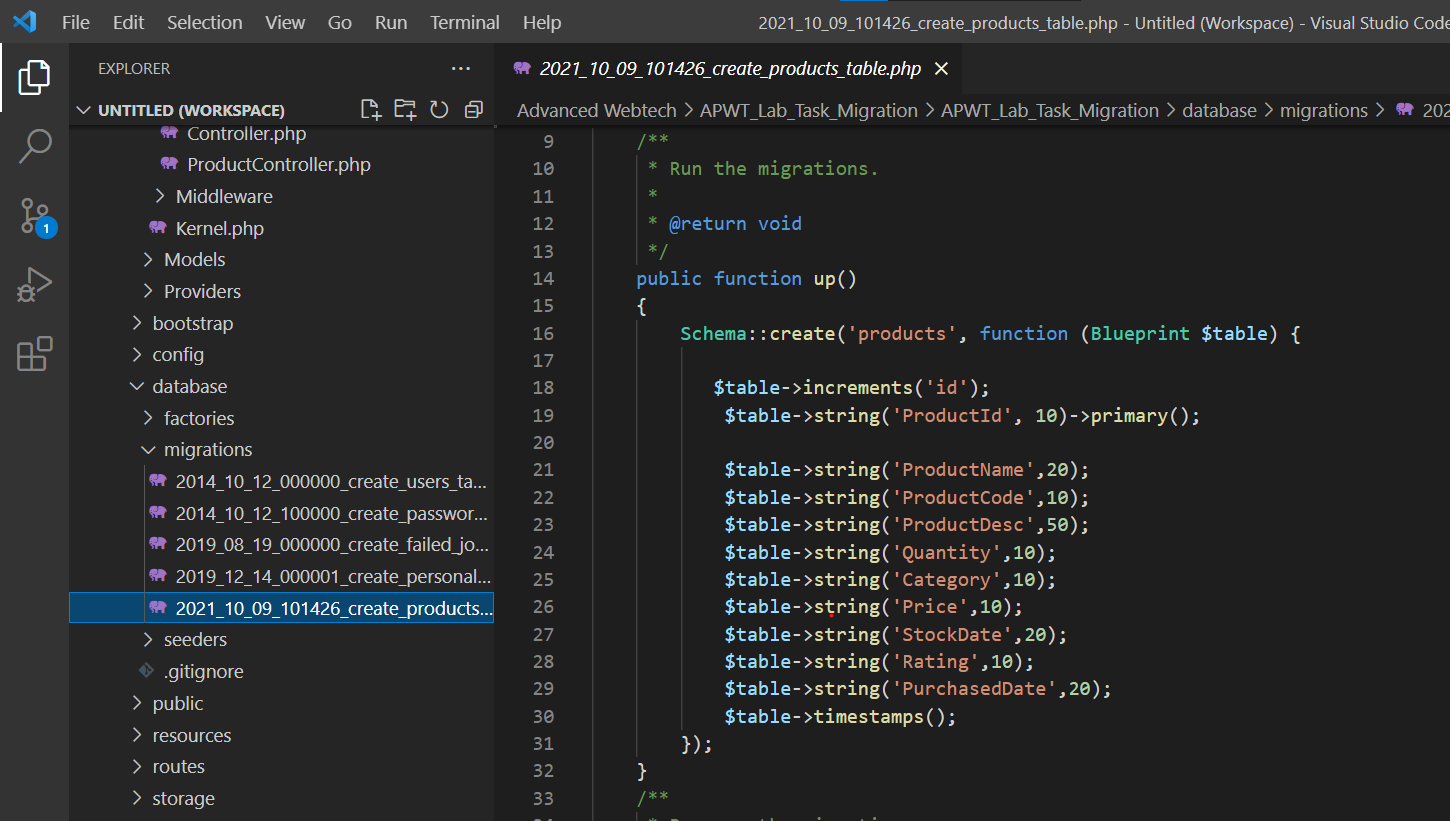 File Edit Selection View Go Run Terminal Help 2021_10_09_101426_create_products_table.php - Untitled (Workspace) - Visual Studio Code
EXPLORER ...
UNTITLED (WORKSPACE)
Controller.php
ProductController.php
Middleware
Kernel.php
Models
Providers
bootstrap
config
database
factories
migrations
2014_10_12_000000_create_users_ta...
2014_10_12_100000_create_passwor...
2019_08_19_000000_create_failed_jo...
2019_12_14_000001_create_personal...
2021_10_09_101426_create_products...
seeders
.gitignore
public
resources
routes
storage
1
2021_10_09_101426_create_products_table.php
Advanced Webtech > APWT_Lab_Task_Migration > APWT_Lab_Task_Migration > database > migrations > 202
9 /**
10 * Run the migrations.
11 *
12 * @return void
13 */
14 public function up()
15 {
16 Schema::create('products', function (Blueprint $table) {
17
18 $table->increments('id');
19 $table->string('ProductId', 10)->primary();
20
21 $table->string('ProductName',20);
22 $table->string('ProductCode',10);
23 $table->string('ProductDesc',50);
24 $table->string('Quantity',10);
25 $table->string('Category',10);
26 $table->string('Price',10);
27 $table->string('StockDate',20);
28 $table->string('Rating',10);
29 $table->string('PurchasedDate',20);
30 $table->timestamps();
31 });
32 }
33 /**